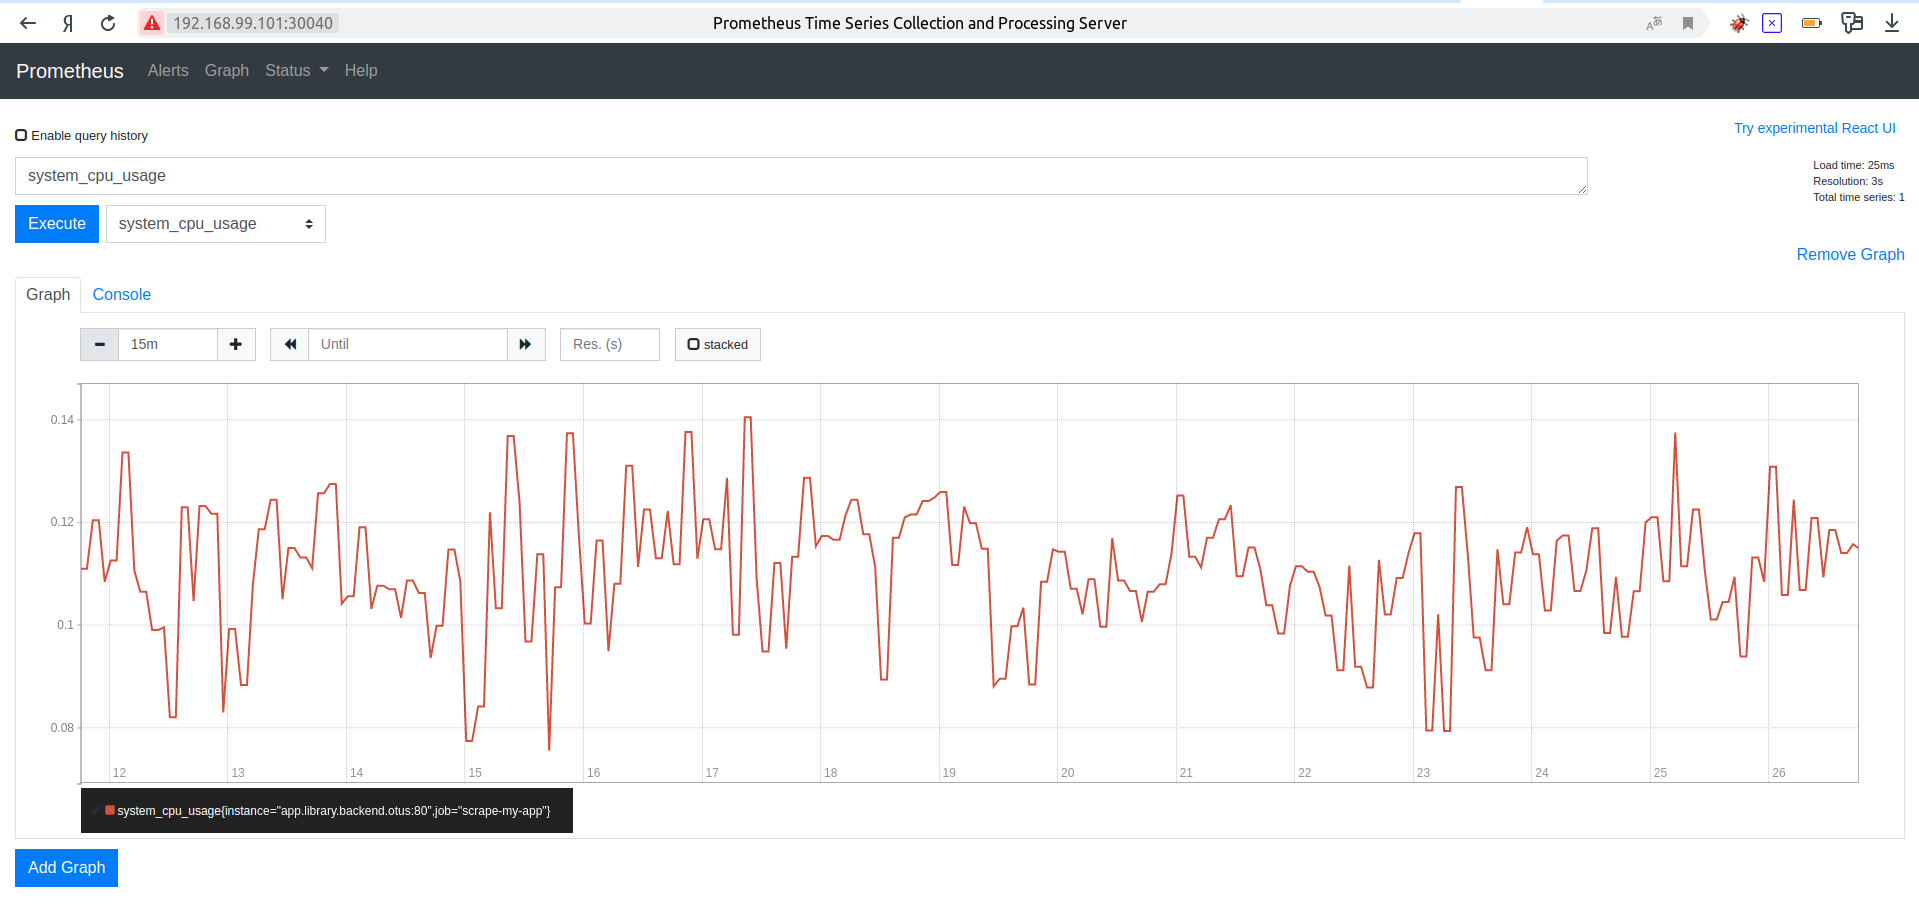 Я 192.168.99.101:30040 Prometheus Time Series Collection and Processing Server
Prometheus Alerts Graph Status Help
Enable query history
Try experimental React UI
system_cpu_usage
Load time: 25ms
Resolution: 3s
Total time series: 1
Execute system_cpu_usage
Remove Graph
Graph Console
15m Until Res. (s) stacked
0.14
0.12
0.1
0.08
12 13 14 15 16 17 18 19 20 21 22 23 24 25 26
system_cpu_usage{instance="app.library.backend.otus:80",job="scrape-my-app"}
Add Graph